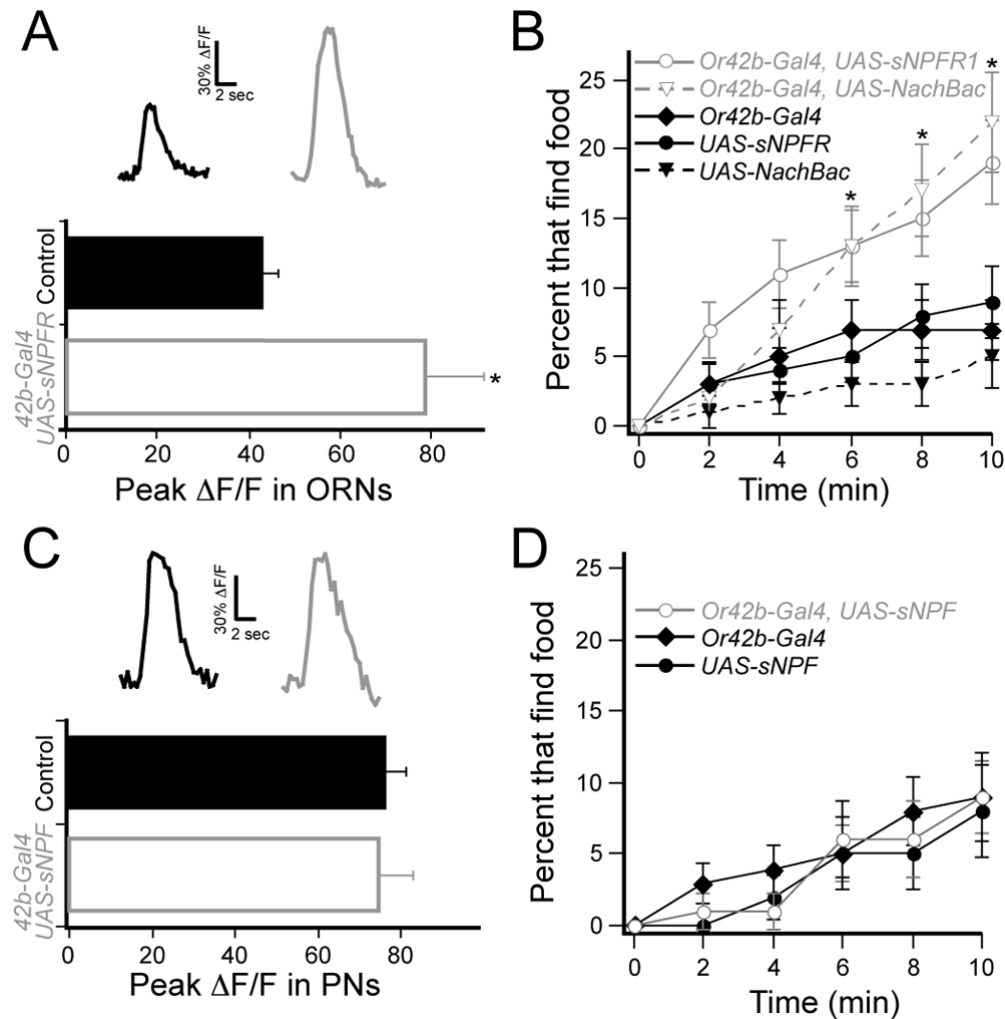 A
30% ΔF/F
2 sec
Control
42b-Gal4
UAS-sNPFR
*
0 20 40 60 80
Peak ΔF/F in ORNs
B
Or42b-Gal4, UAS-sNPFR1
Or42b-Gal4, UAS-NachBac
Or42b-Gal4
UAS-sNPFR
UAS-NachBac
* * *
Percent that find food
25
20
15
10
5
0
0 2 4 6 8 10
Time (min)
C
30% ΔF/F
2 sec
Control
42b-Gal4
UAS-sNPF
0 20 40 60 80
Peak ΔF/F in PNs
D
Or42b-Gal4, UAS-sNPF
Or42b-Gal4
UAS-sNPF
Percent that find food
25
20
15
10
5
0
0 2 4 6 8 10
Time (min)